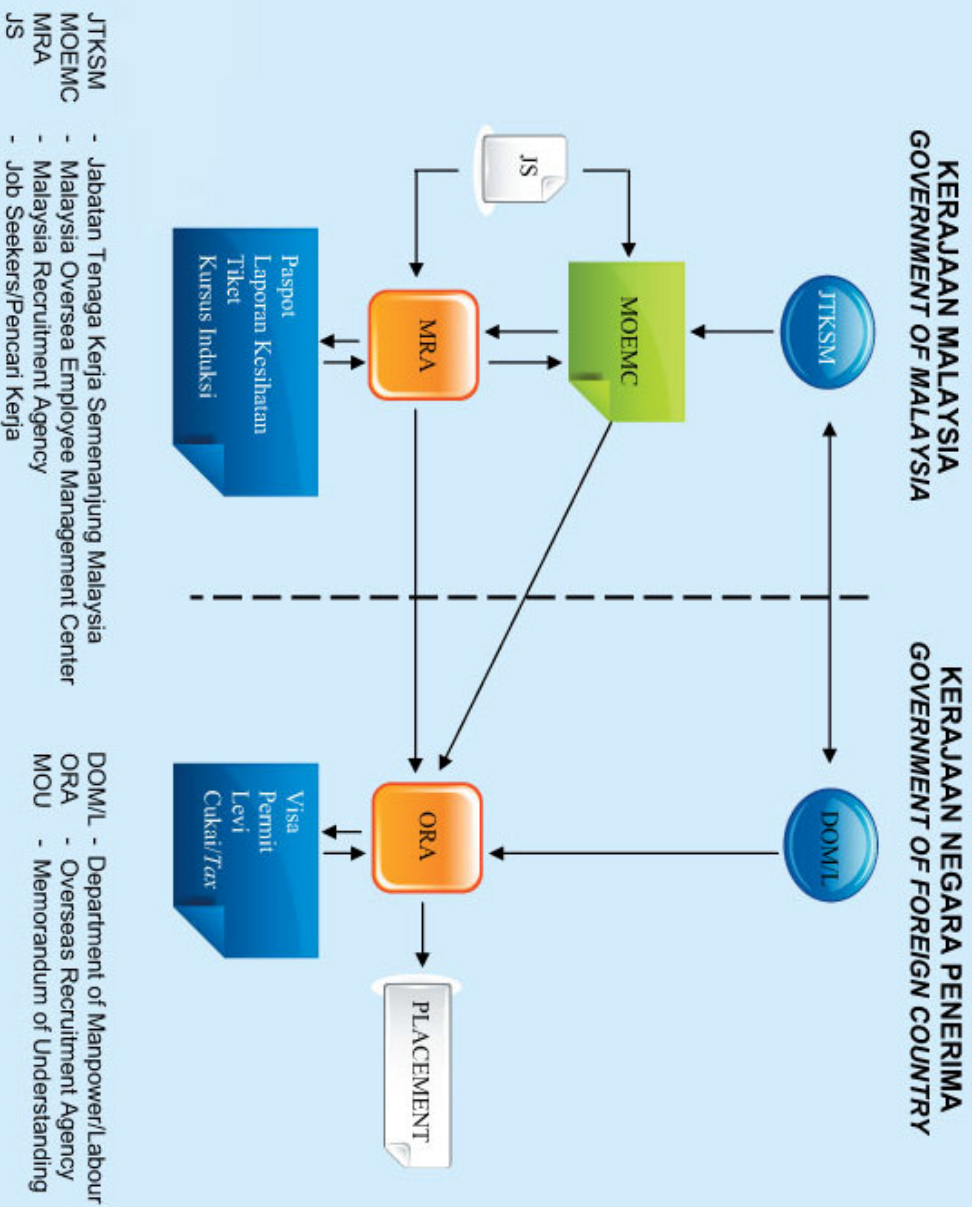 KERAJAAN MALAYSIA
GOVERNMENT OF MALAYSIA
KERAJAAN NEGARA PENERIMA
GOVERNMENT OF FOREIGN COUNTRY
JTKSM
DOM/L
JS
MOEMC
MRA
ORA
PLACEMENT
Paspot
Laporan Kesihatan
Tiket
Kursus Induksi
Visa
Permit
Levi
Cukai/Tax
JTKSM - Jabatan Tenaga Kerja Semenanjung Malaysia
MOEMC - Malaysia Oversea Employee Management Center
MRA - Malaysia Recruitment Agency
JS - Job Seekers/Pencari Kerja
DOM/L - Department of Manpower/Labour
ORA - Overseas Recruitment Agency
MOU - Memorandum of Understanding